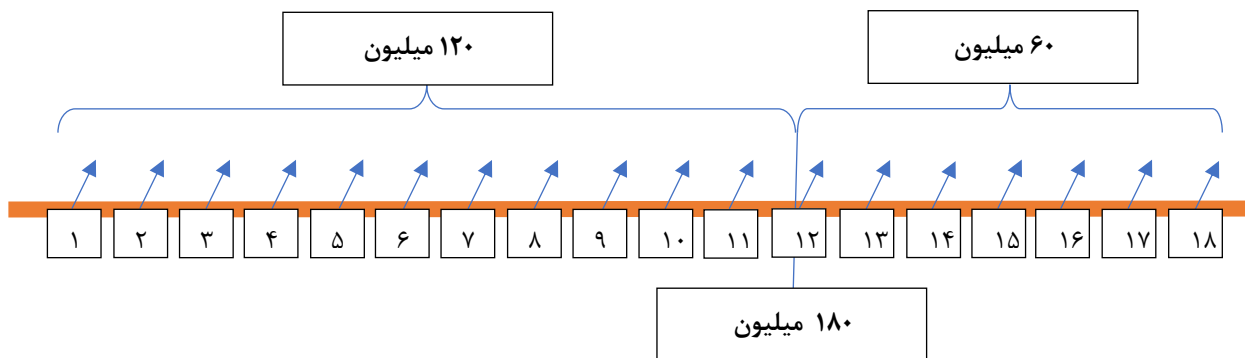 ۱۲۰ میلیون
۶۰ میلیون
۱ ۲ ۳ ۴ ۵ ۶ ۷ ۸ ۹ ۱۰ ۱۱ ۱۲ ۱۳ ۱۴ ۱۵ ۱۶ ۱۷ ۱۸
۱۸۰ میلیون